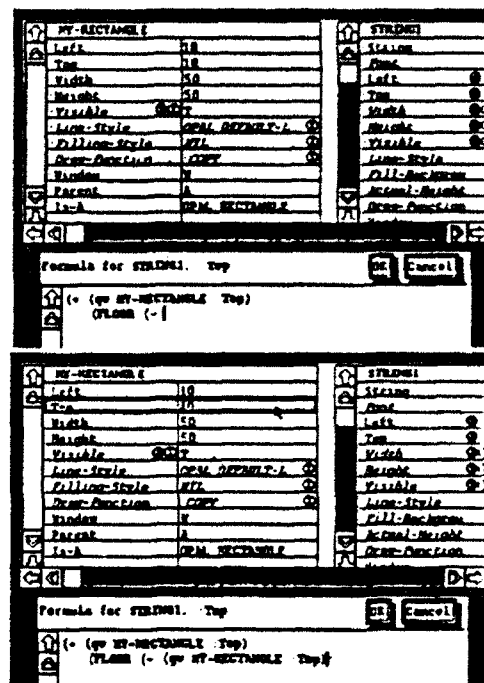 MY-RECTANGLE STRING1
Left 10 String
Top 10 Font
Width 50 Left
Height 50 Top
Visible T Width
Line-Style OPAL:DEFAULT-L Height
Filling-Style NIL Visible
Draw-Function :COPY Line-Style
Window Fill-Background
Parent Actual-Height
Is-A OPAL:RECTANGLE Draw-Function
Formula for STRING1, :Top OK Cancel
(+ (gv MY-RECTANGLE :Top)
(FLOOR (-
MY-RECTANGLE STRING1
Left 10 String
Top 10 Font
Width 50 Left
Height 50 Top
Visible T Width
Line-Style OPAL:DEFAULT-L Height
Filling-Style NIL Visible
Draw-Function :COPY Line-Style
Window Fill-Background
Parent Actual-Height
Is-A OPAL:RECTANGLE Draw-Function
Formula for STRING1, :Top OK Cancel
(+ (gv MY-RECTANGLE :Top)
(FLOOR (- (gv MY-RECTANGLE :Top)